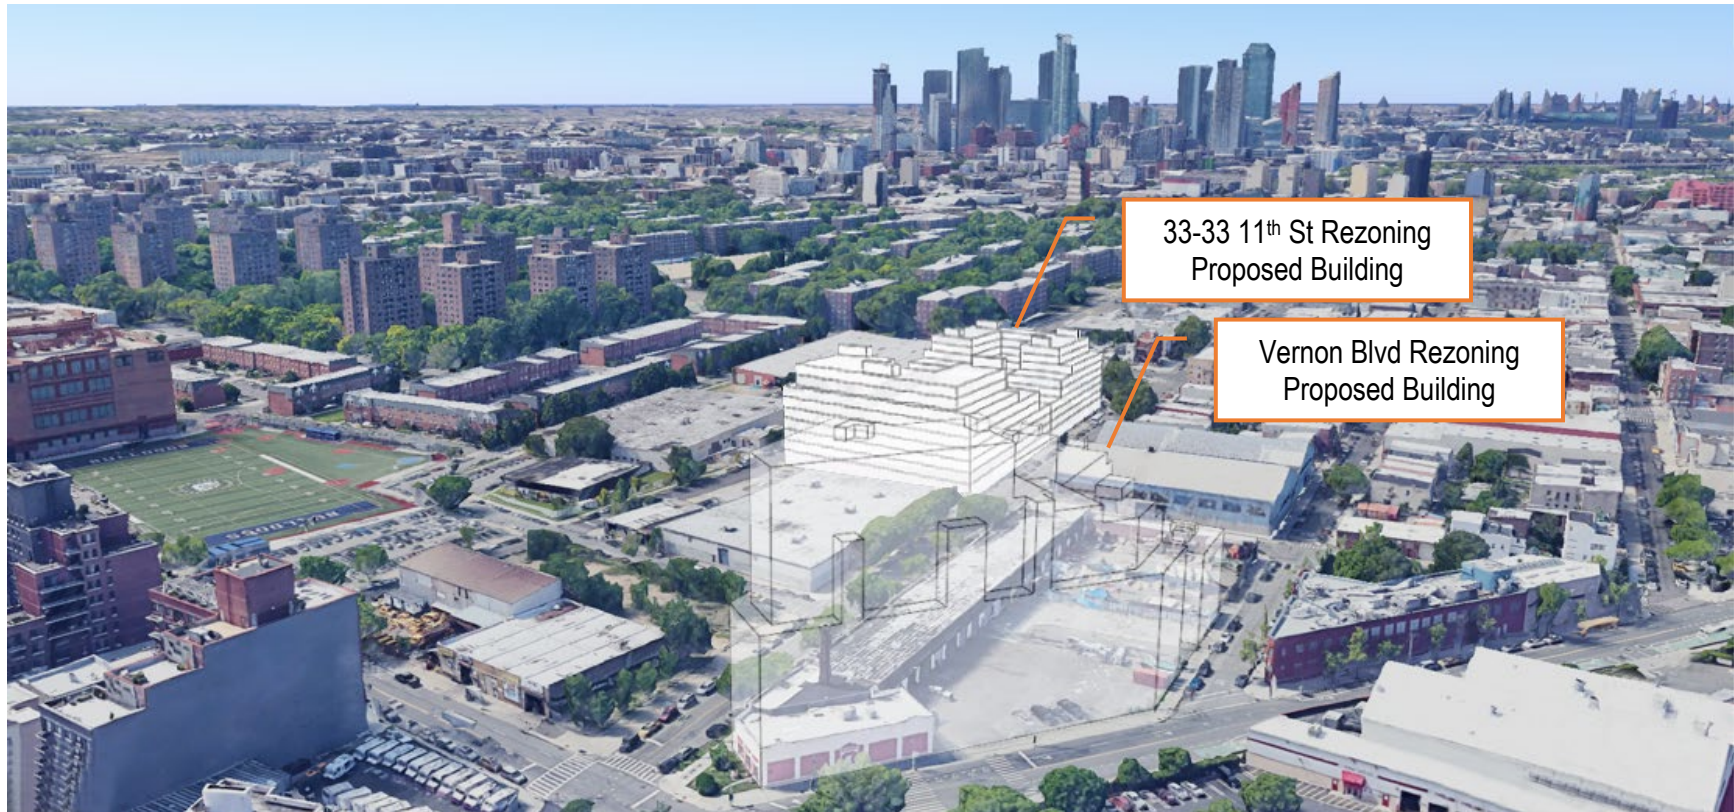 33-33 11th St Rezoning
Proposed Building
Vernon Blvd Rezoning
Proposed Building